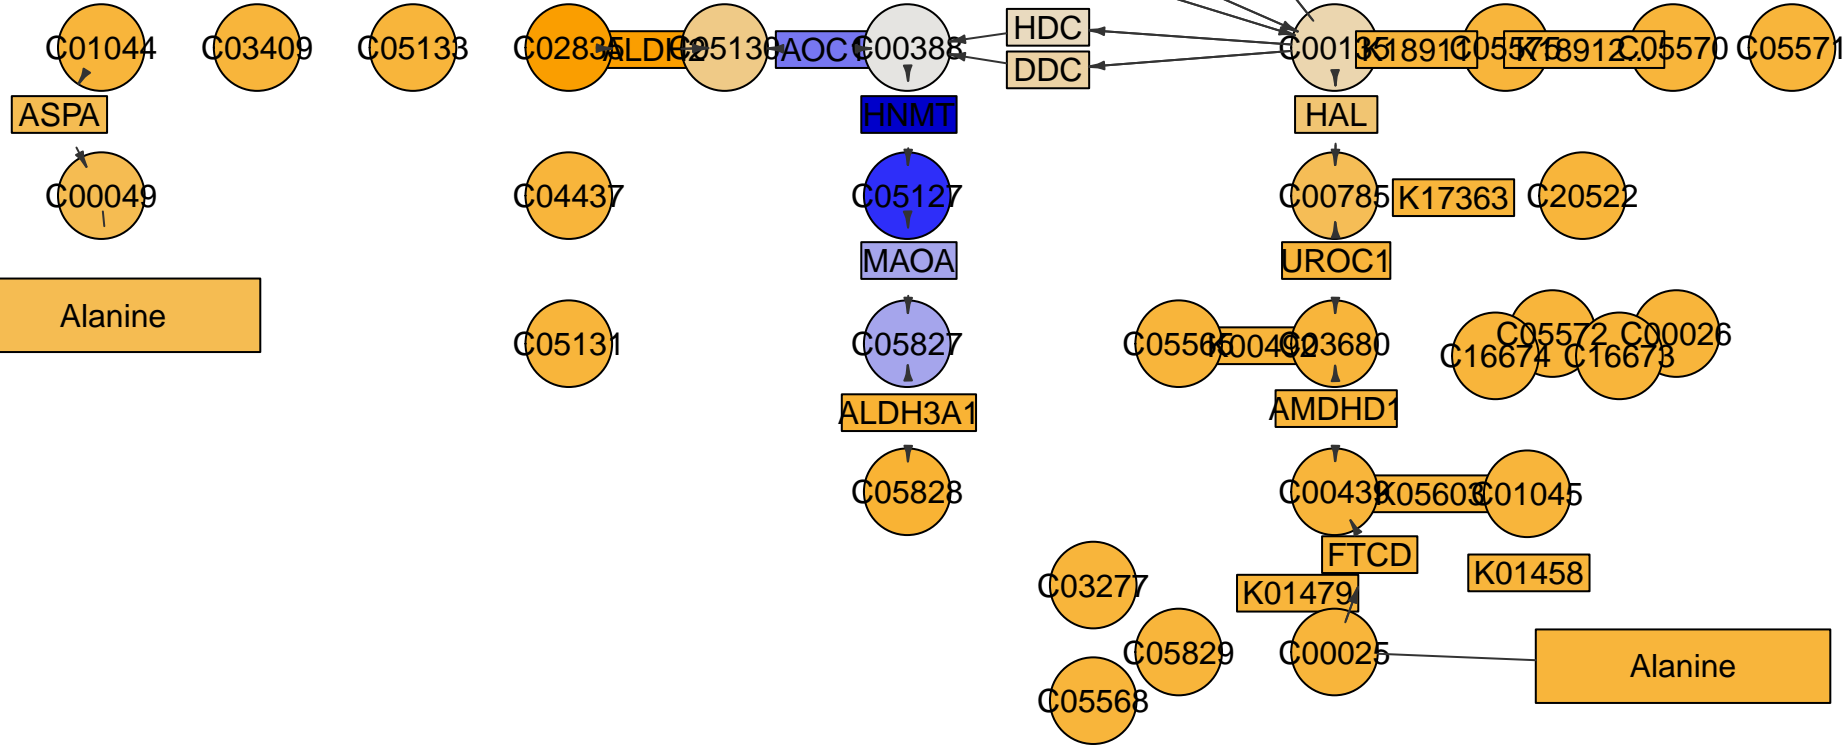 HDC
C01044 C03409 C05133 C02835 ALDH2 C05130 AOC1 C00388 C00135 K18911... C05575 K18912... C05570 C05571
DDC
ASPA HNMT HAL
C00049 C04437 C05127 C00785 K17363 C20522
MAOA UROC1
Alanine C05131 C05827 C05565 K00492 C03680 C16674 C05572 C16673 C00026
ALDH3A1 AMDHD1
C05828 C00439 K05603 C01045
FTCD
C03277 K01479 K01458
C05829 C00025 Alanine
C05568